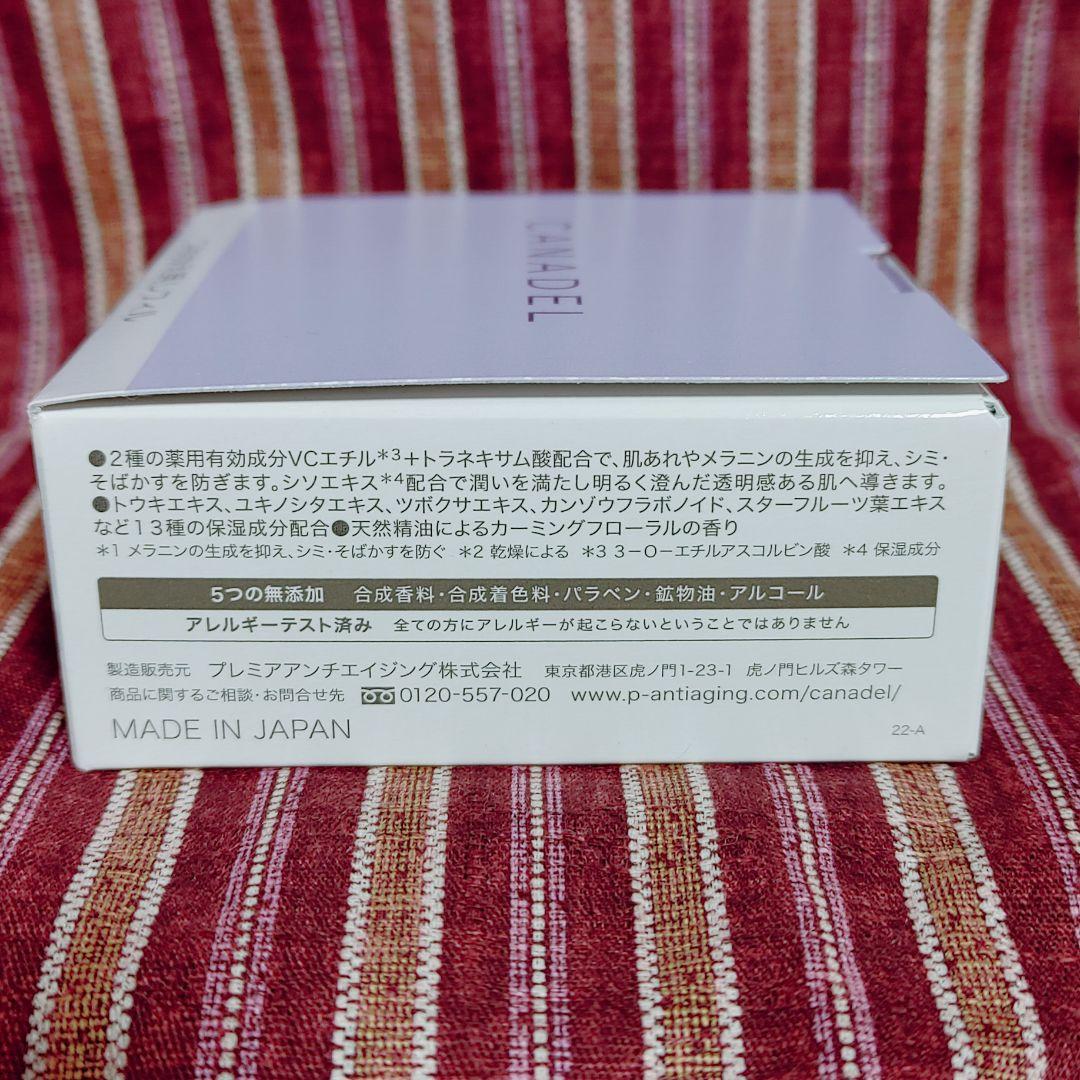 CANADEL
●2種の薬用有効成分VCエチル*3+トラネキサム酸配合で、肌あれやメラニンの生成を抑え、シミ・
そばかすを防ぎます。シソエキス*4配合で潤いを満たし明るく澄んだ透明感ある肌へ導きます。
●トウキエキス、ユキノシタエキス、ツボクサエキス、カンゾウフラボノイド、スターフルーツ葉エキス
など13種の保湿成分配合●天然精油によるカーミングフローラルの香り
*1 メラニンの生成を抑え、シミ・そばかすを防ぐ *2 乾燥による *3 3-O-エチルアスコルビン酸 *4 保湿成分
5つの無添加 合成香料・合成着色料・パラベン・鉱物油・アルコール
アレルギーテスト済み 全ての方にアレルギーが起こらないということではありません
製造販売元 プレミアアンチエイジング株式会社 東京都港区虎ノ門1-23-1 虎ノ門ヒルズ森タワー
商品に関するご相談・お問合せ先 0120-557-020 www.p-antiaging.com/canadel/
MADE IN JAPAN 22-A